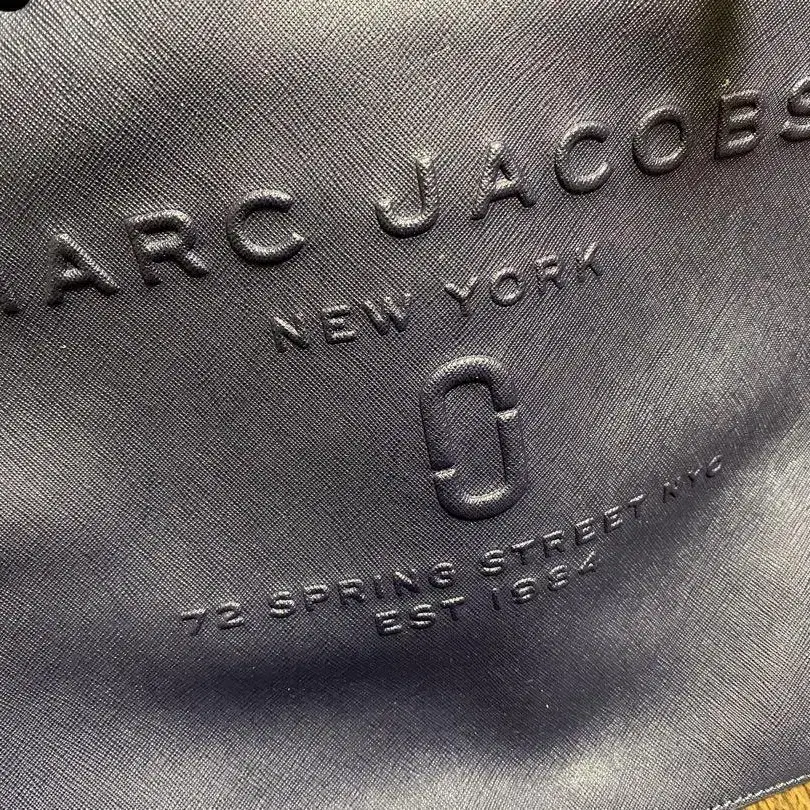 MARC JACOBS
NEW YORK
72 SPRING STREET NYC
EST 1984